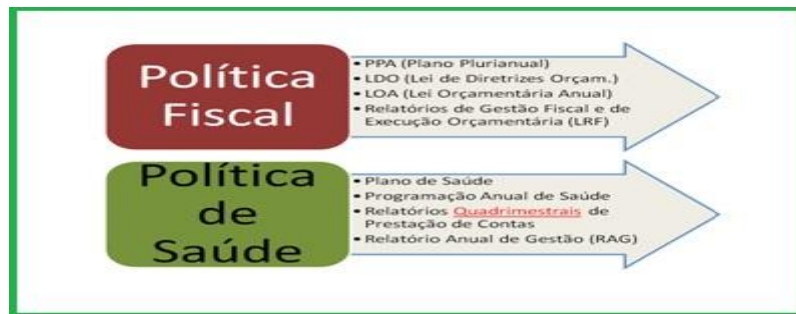 Política
Fiscal
• PPA (Plano Plurianual)
• LDO (Lei de Diretrizes Orçam.)
• LOA (Lei Orçamentária Anual)
• Relatórios de Gestão Fiscal e de
Execução Orçamentária (LRF)
Política
de
Saúde
• Plano de Saúde
• Programação Anual de Saúde
• Relatórios Quadrimestrais de
Prestação de Contas
• Relatório Anual de Gestão (RAG)